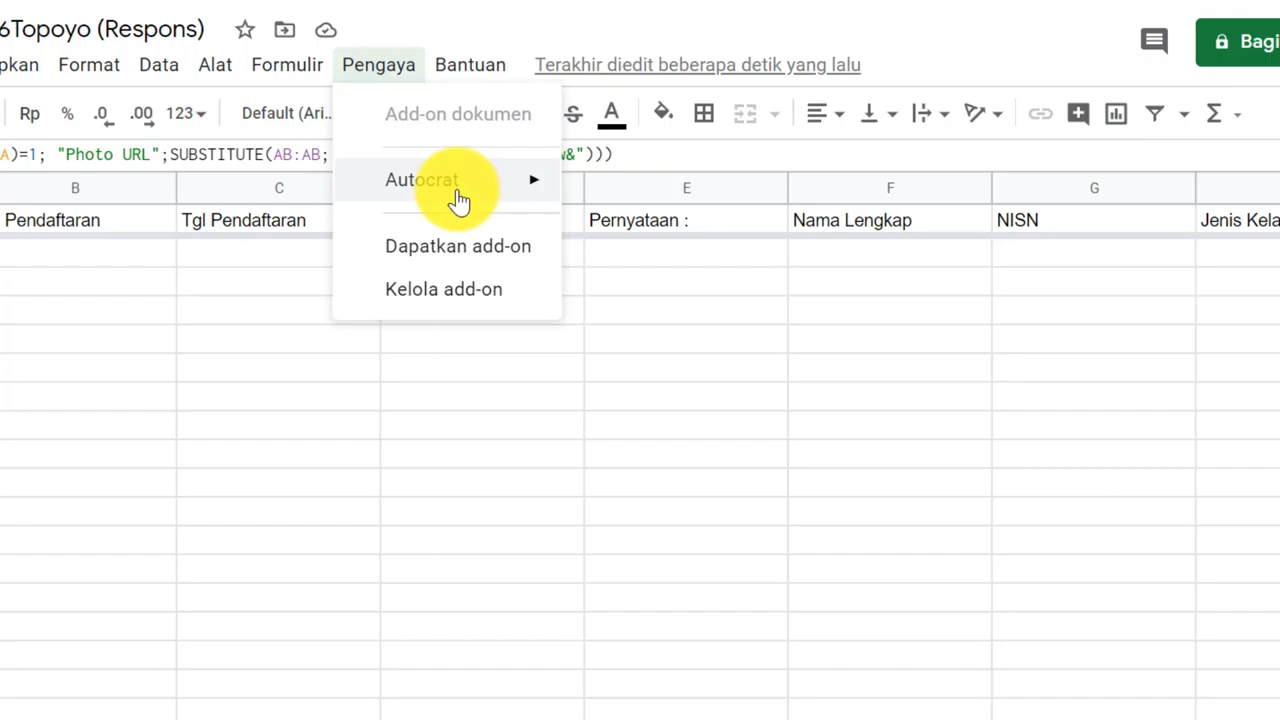 6Topoyo (Respons)
Bagi
pkan Format Data Alat Formulir Pengaya Bantuan Terakhir diedit beberapa detik yang lalu
Rp % .0 .00 123 Default (Ari... S A
A)=1; "Photo URL";SUBSTITUTE(AB:AB; w&")))
Add-on dokumen
Autocrat
Dapatkan add-on
Kelola add-on
B C E F G
Pendaftaran Tgl Pendaftaran Pernyataan : Nama Lengkap NISN Jenis Kela